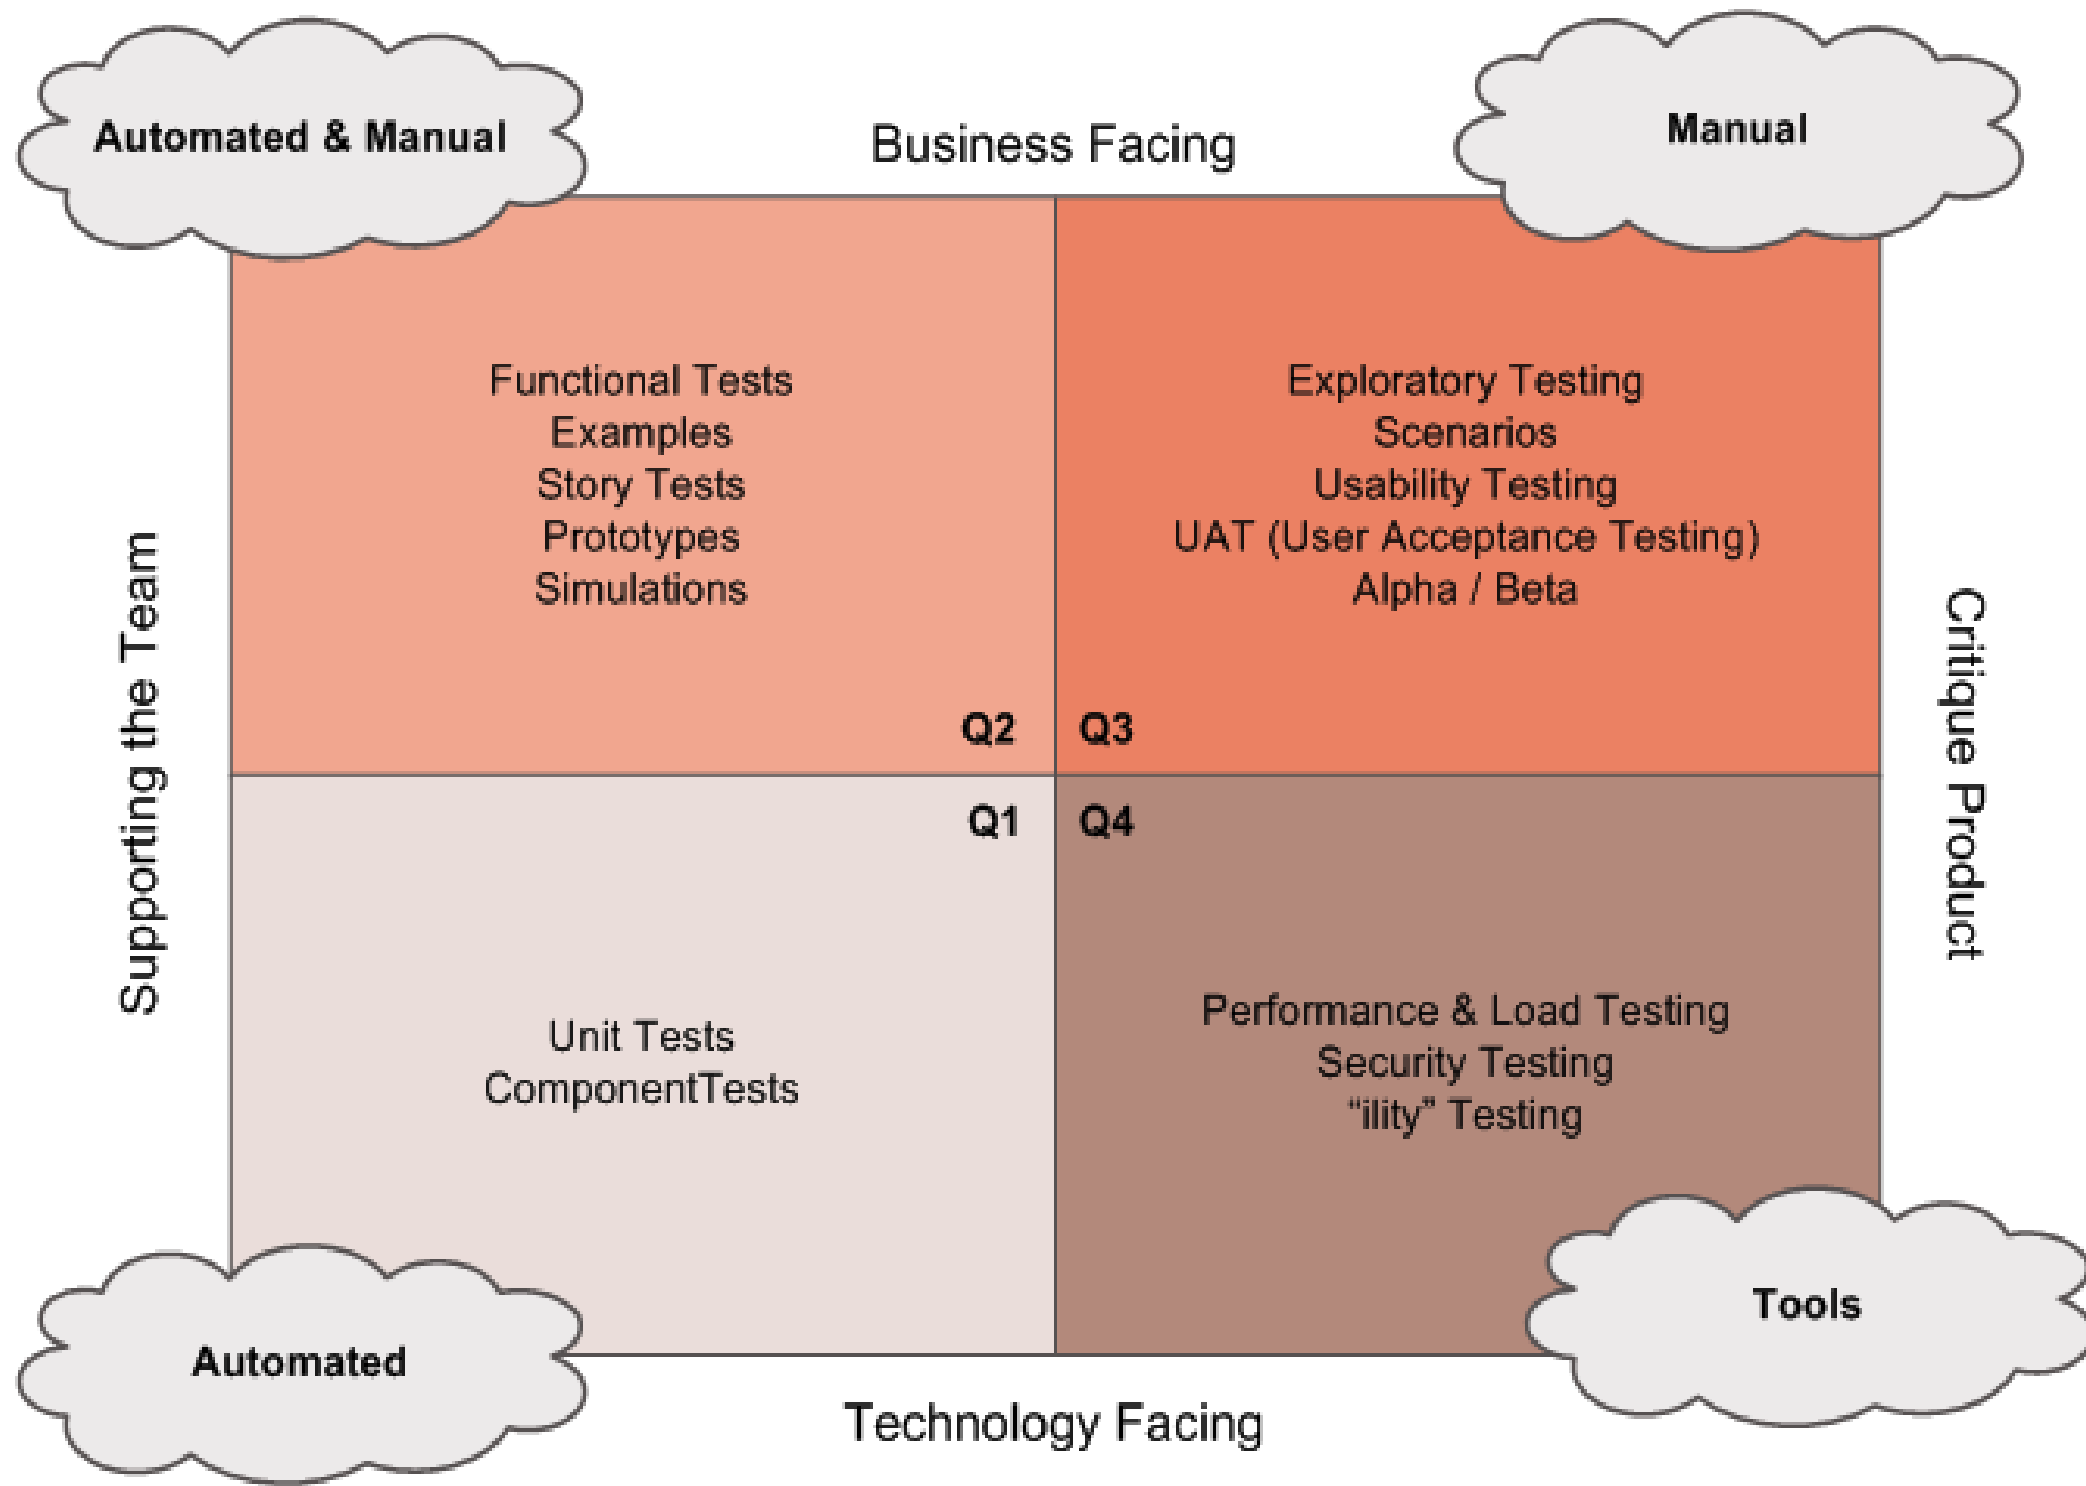 Automated & Manual
Business Facing
Manual
Functional Tests
Examples
Story Tests
Prototypes
Simulations
Q2
Exploratory Testing
Scenarios
Usability Testing
UAT (User Acceptance Testing)
Alpha / Beta
Q3
Supporting the Team
Critique Product
Q1
Unit Tests
ComponentTests
Q4
Performance & Load Testing
Security Testing
“ility” Testing
Automated
Technology Facing
Tools